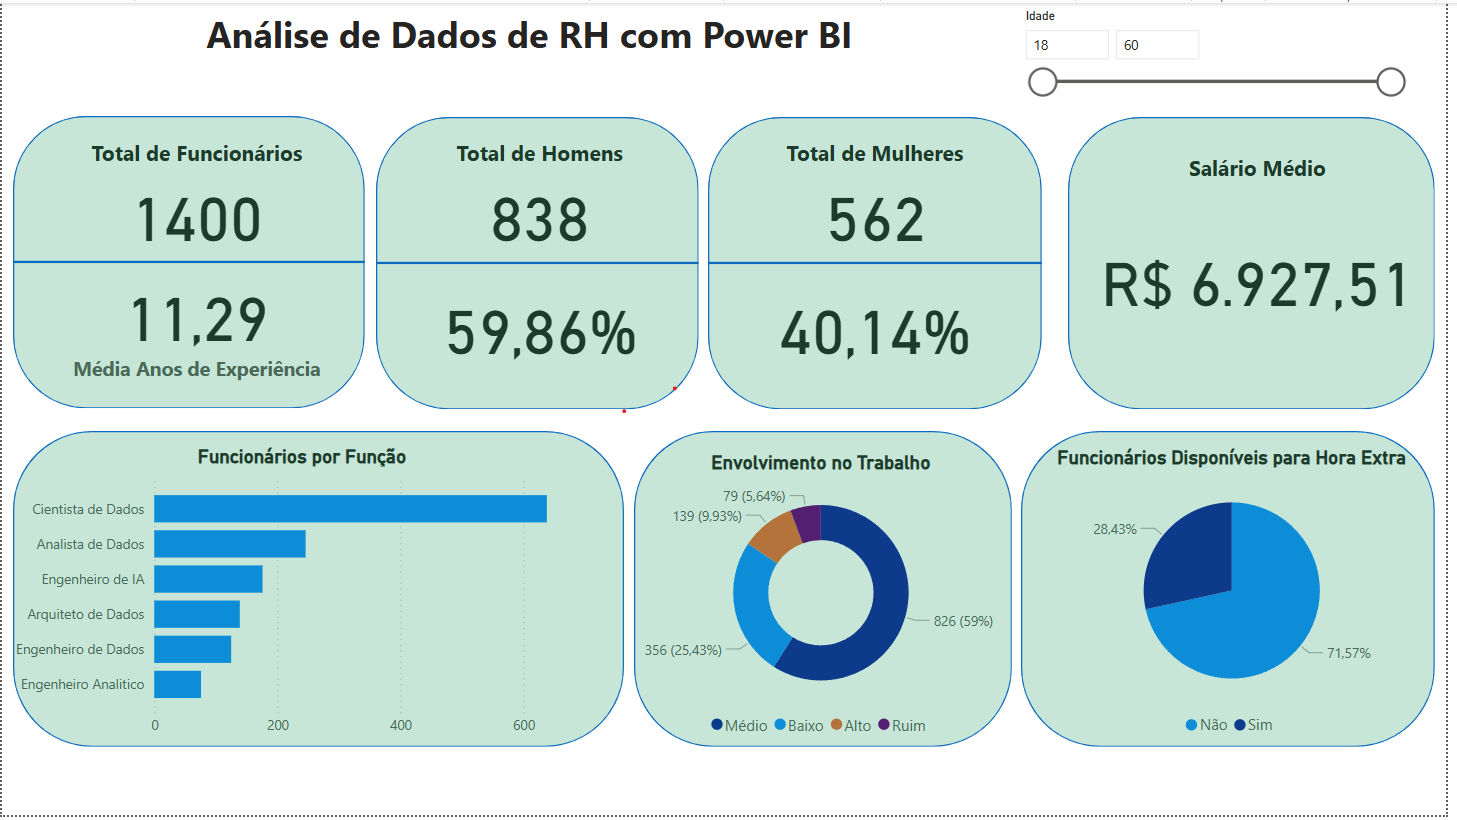 Análise de Dados de RH com Power BI
Idade
18
60
Total de Funcionários
1400
11,29
Média Anos de Experiência
Total de Homens
838
59,86%
Total de Mulheres
562
40,14%
Salário Médio
R$ 6.927,51
Funcionários por Função
Cientista de Dados
Analista de Dados
Engenheiro de IA
Arquiteto de Dados
Engenheiro de Dados
Engenheiro Analitico
0
200
400
600
Envolvimento no Trabalho
79 (5,64%)
139 (9,93%)
826 (59%)
356 (25,43%)
Médio
Baixo
Alto
Ruim
Funcionários Disponíveis para Hora Extra
28,43%
71,57%
Não
Sim